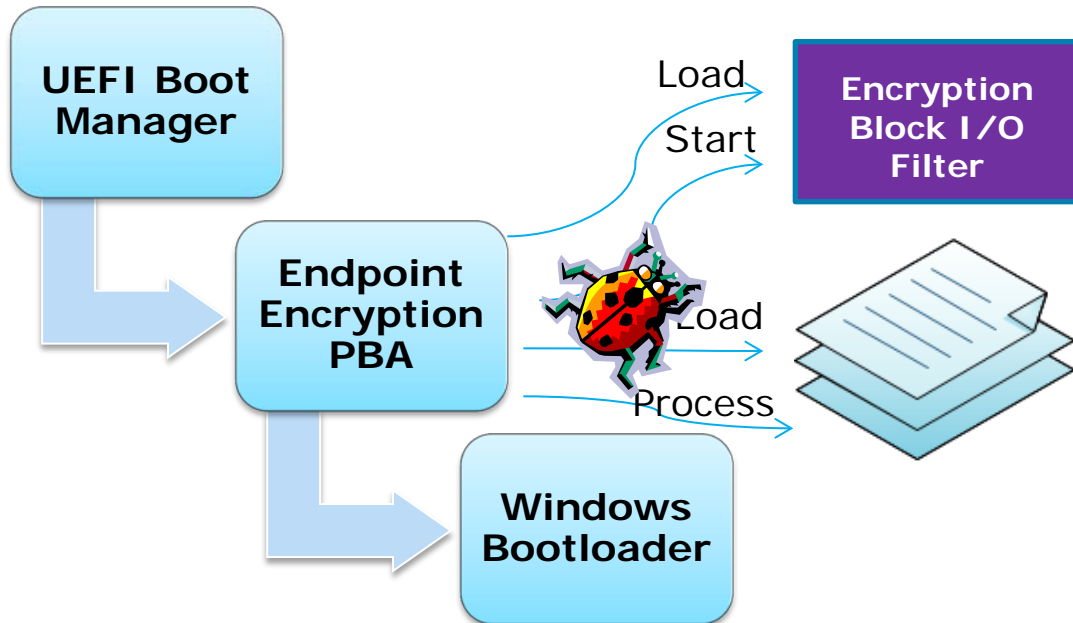 UEFI Boot
Manager
Load
Start
Encryption
Block I/O
Filter
Endpoint
Encryption
PBA
Load
Process
Windows
Bootloader